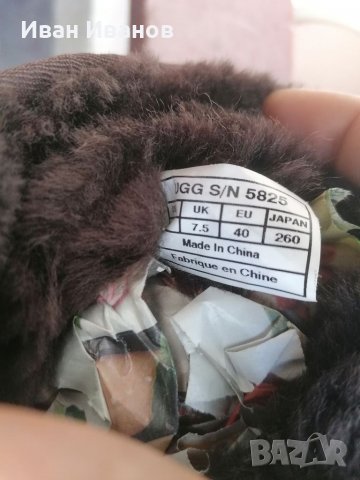 Иван Иванов
UGG S/N 5825
UK EU JAPAN
7.5 40 260
Made In China
Fabrique en Chine
BAZAR